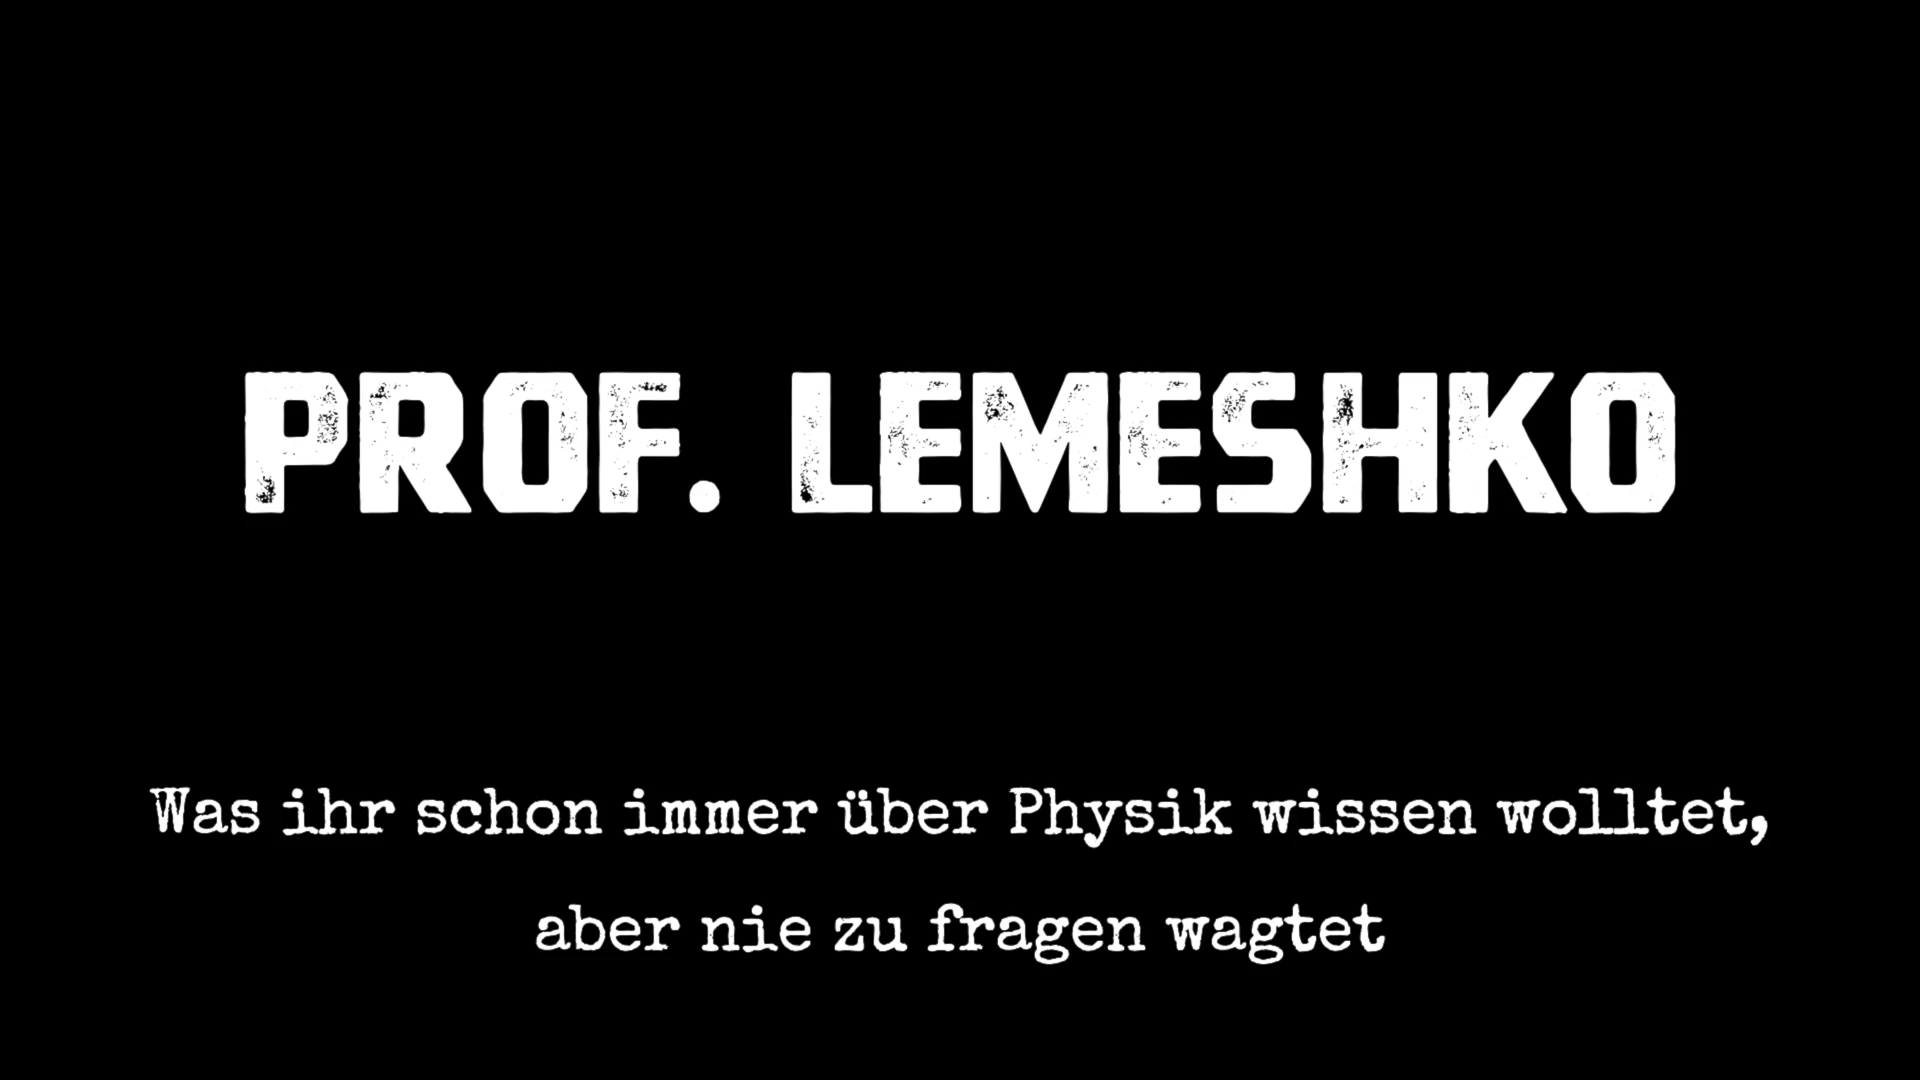 PROF. LEMESHKO
Was ihr schon immer über Physik wissen wolltet,
aber nie zu fragen wagtet